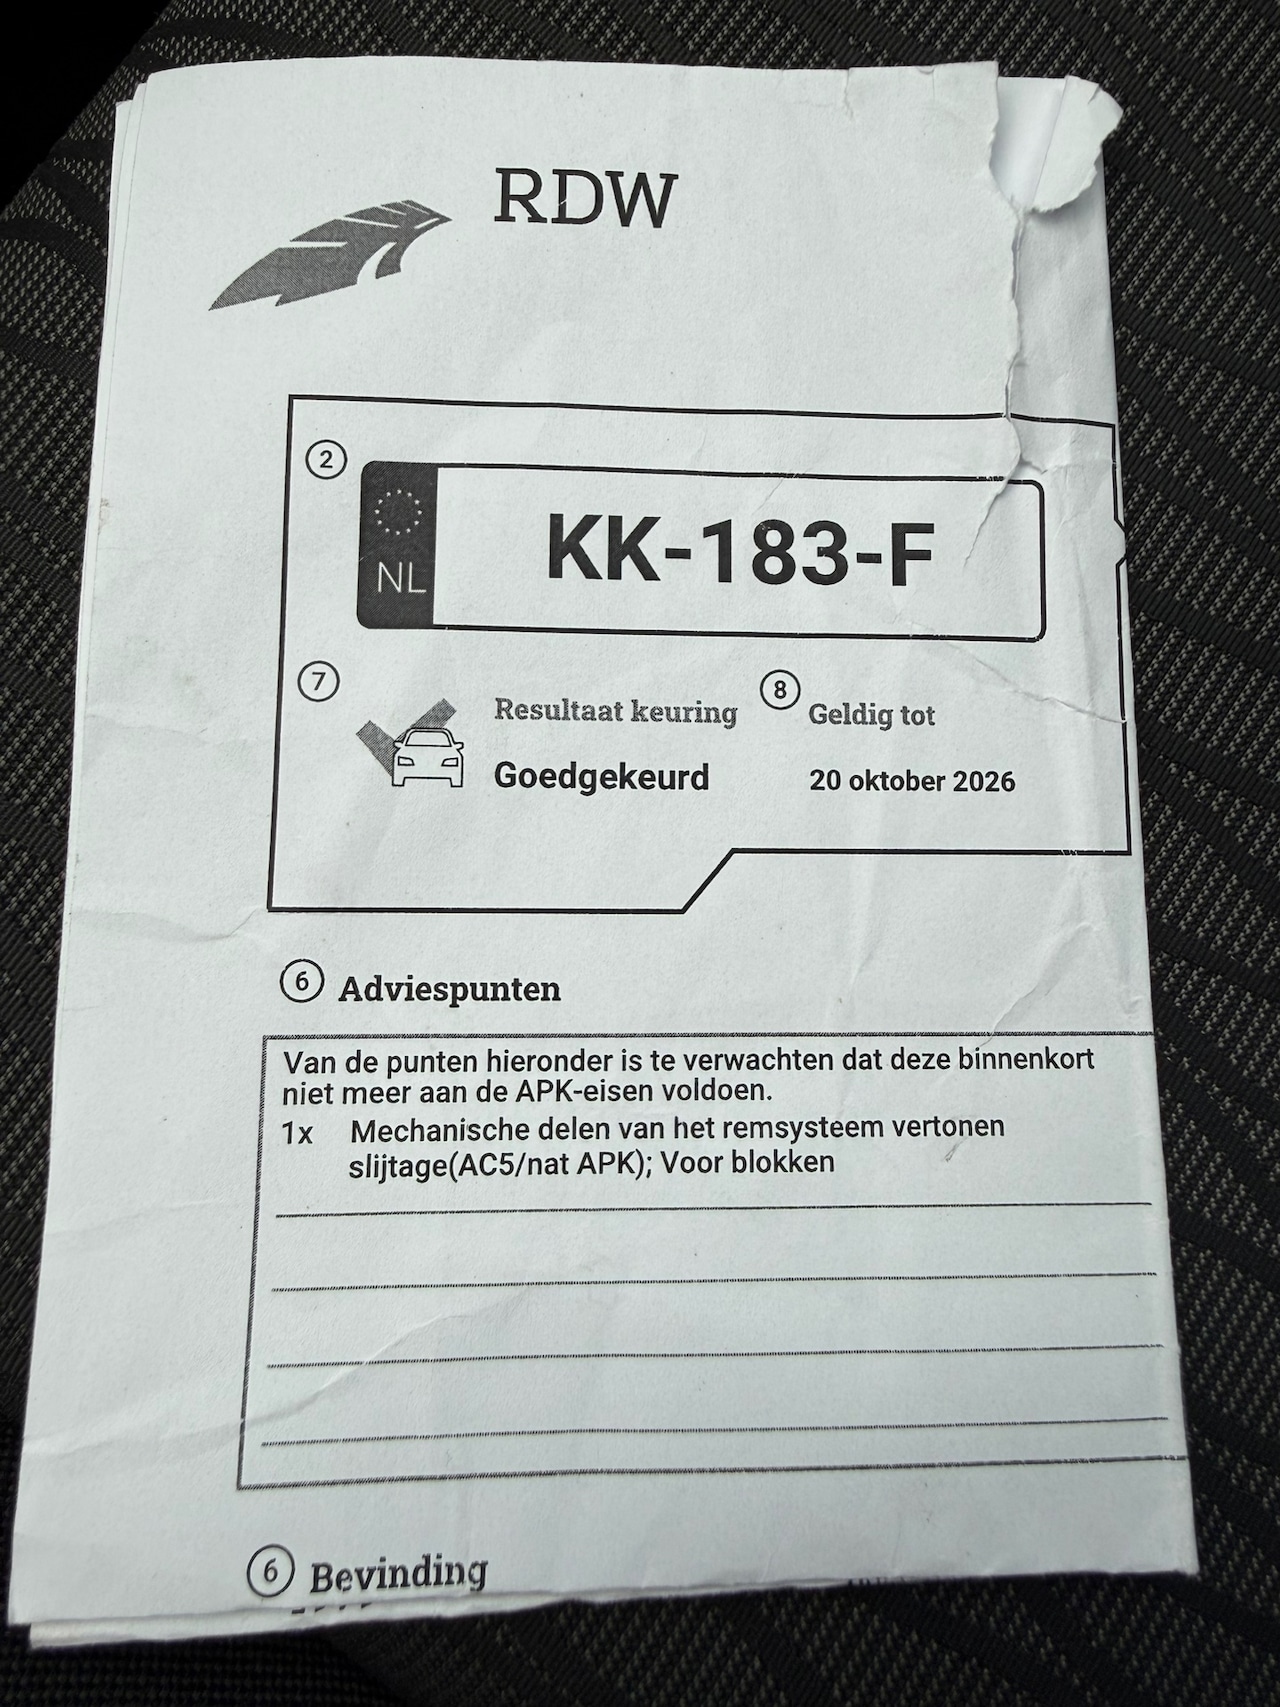 RDW
2
NL
KK-183-F
7
Resultaat keuring
8
Geldig tot
Goedgekeurd
20 oktober 2026
6 Adviespunten
Van de punten hieronder is te verwachten dat deze binnenkort
niet meer aan de APK-eisen voldoen.
1x Mechanische delen van het remsysteem vertonen
slijtage(AC5/nat APK); Voor blokken
6 Bevinding